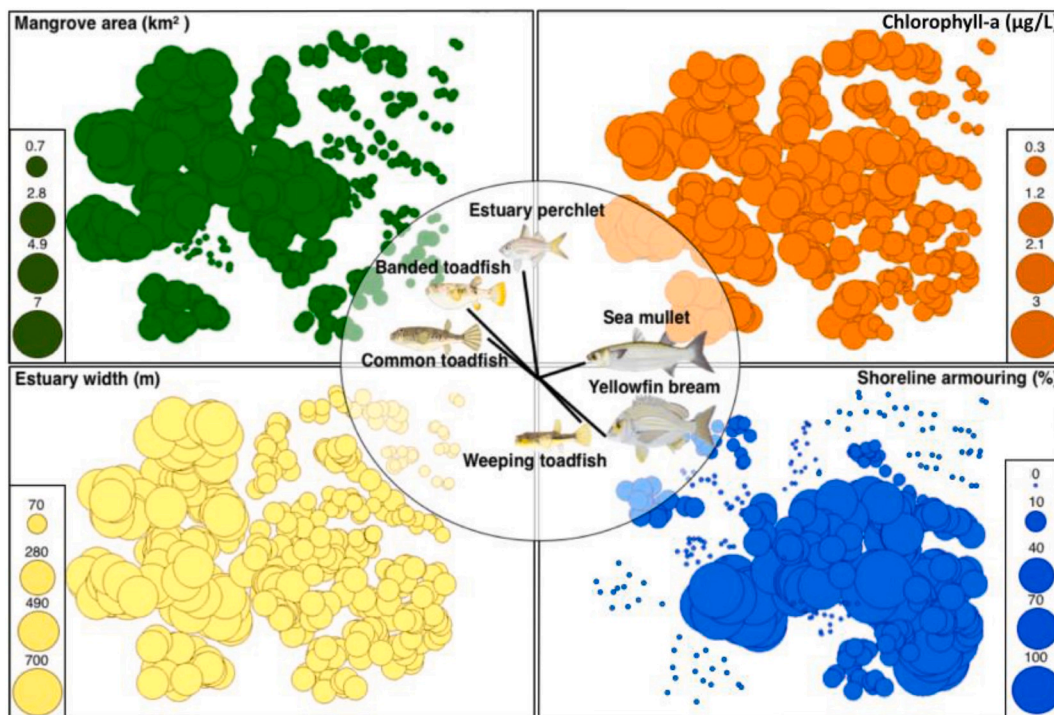 Mangrove area (km²)
0.7
2.8
4.9
7
Chlorophyll-a (µg/L)
0.3
1.2
2.1
3
Estuary perchlet
Banded toadfish
Common toadfish
Sea mullet
Yellowfin bream
Weeping toadfish
Estuary width (m)
70
280
490
700
Shoreline armouring (%)
0
10
40
70
100